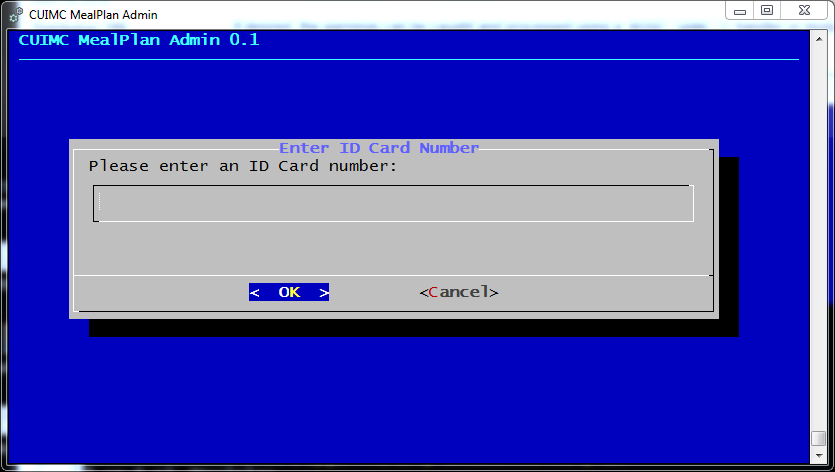 CUIMC MealPlan Admin
CUIMC MealPlan Admin 0.1
Enter ID Card Number
Please enter an ID Card number:
< OK > <Cancel>